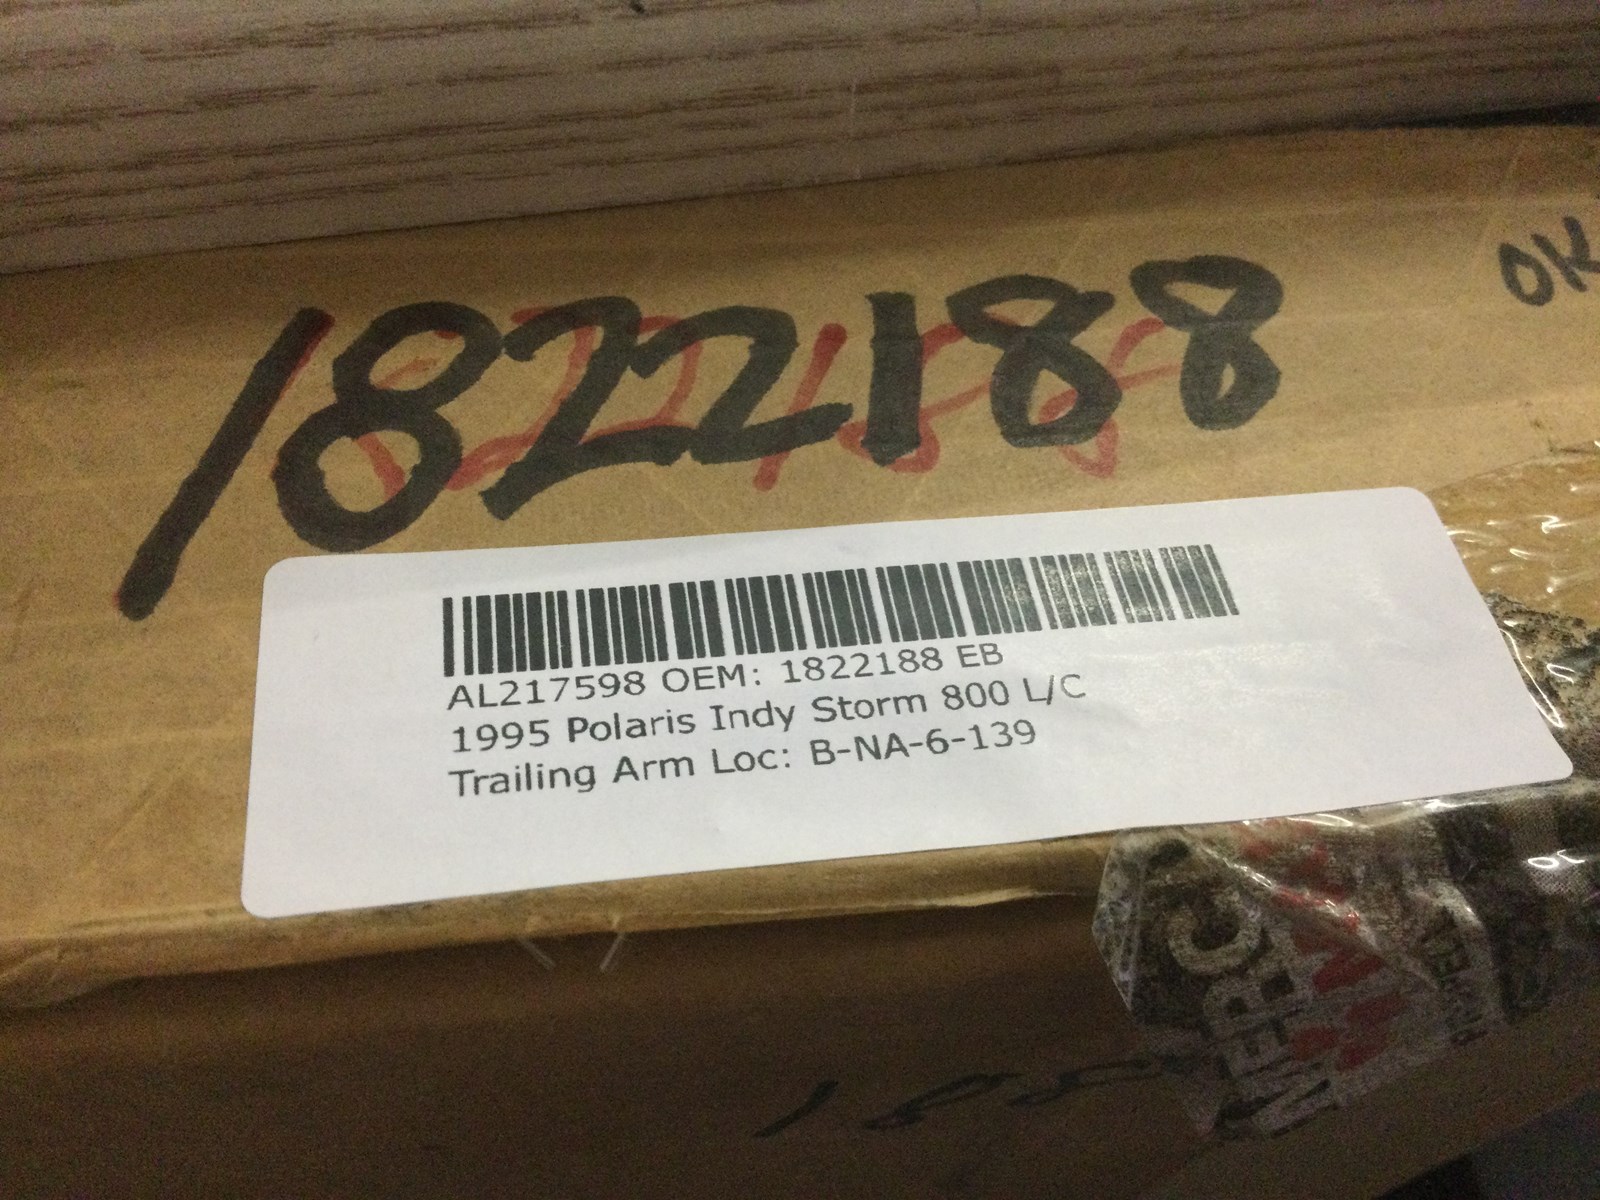 1822188
OK
AL217598 OEM: 1822188 EB
1995 Polaris Indy Storm 800 L/C
Trailing Arm Loc: B-NA-6-139